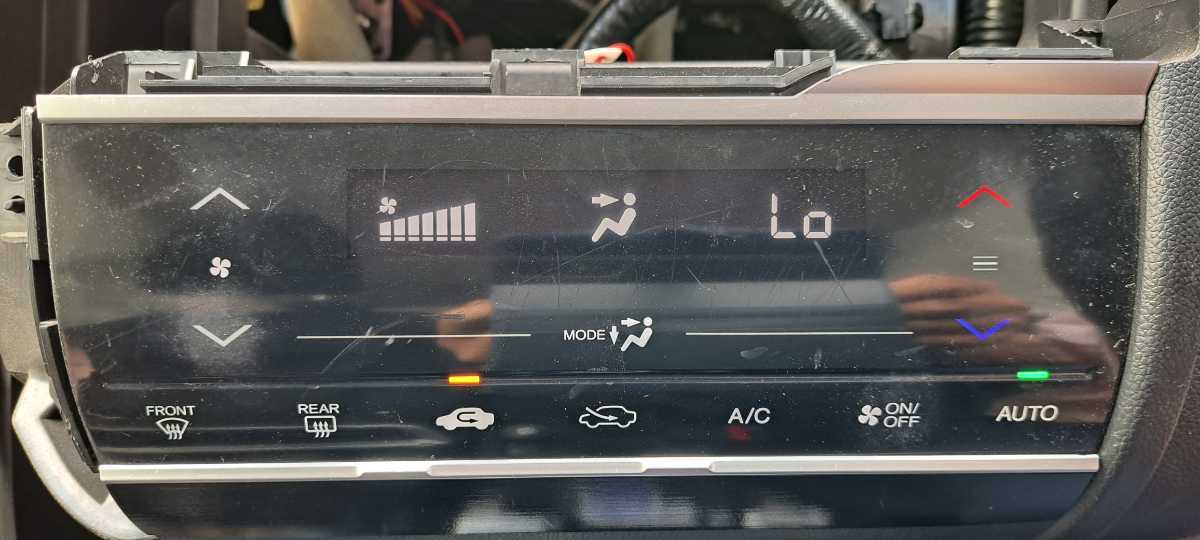 Lo
MODE
FRONT
REAR
A/C
ON/
OFF
AUTO